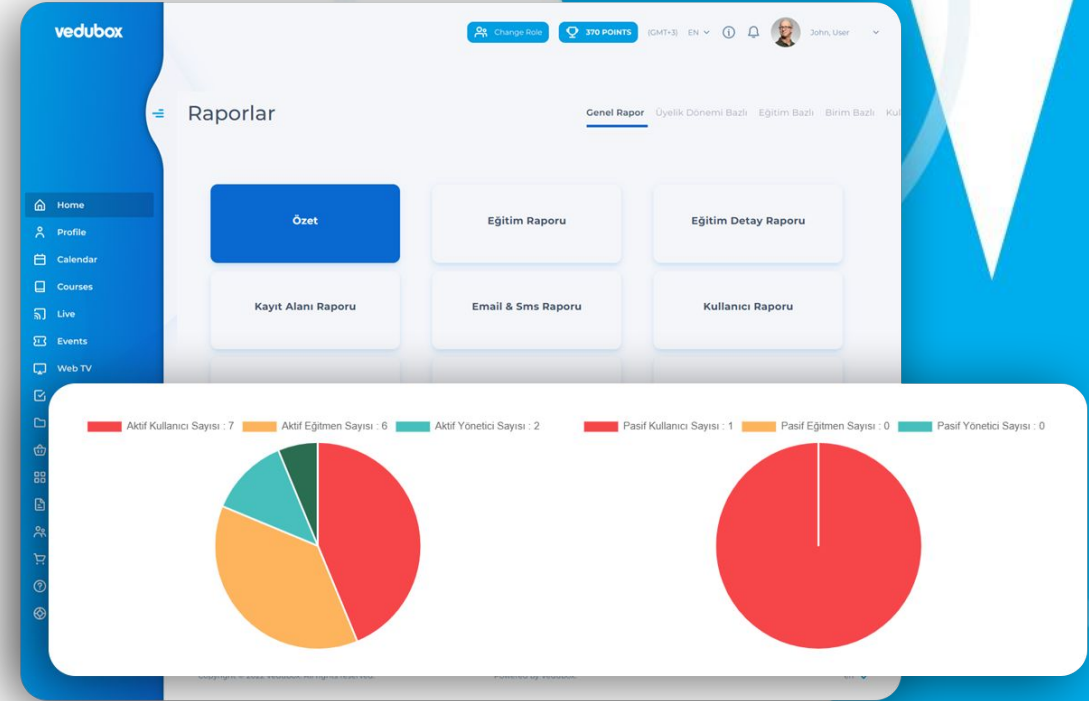 vedubox
Change Role
370 POINTS
(GMT+3) EN
John, User
Raporlar
Genel Rapor Üyelik Dönemi Bazlı Eğitim Bazlı Birim Bazlı Kul
Özet
Eğitim Raporu
Eğitim Detay Raporu
Kayıt Alanı Raporu
Email & Sms Raporu
Kullanıcı Raporu
Home
Profile
Calendar
Courses
Live
Events
Web TV
Aktif Kullanıcı Sayısı : 7 Aktif Eğitmen Sayısı : 6 Aktif Yönetici Sayısı : 2
Pasif Kullanıcı Sayısı : 1 Pasif Eğitmen Sayısı : 0 Pasif Yönetici Sayısı : 0